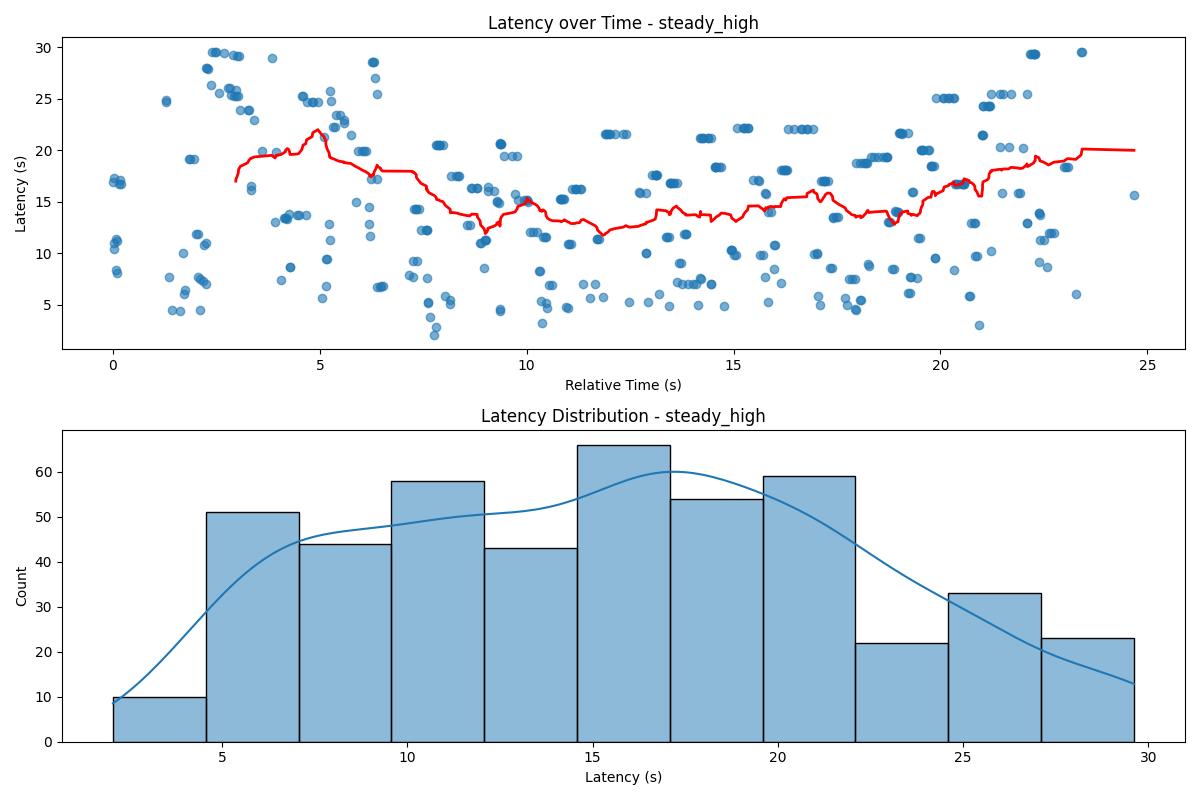 Latency over Time - steady_high
Latency (s)
30
25
20
15
10
5
0 5 10 15 20 25
Relative Time (s)
Latency Distribution - steady_high
Count
60
50
40
30
20
10
0
5 10 15 20 25 30
Latency (s)